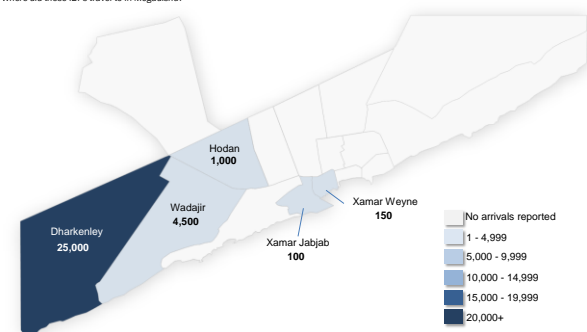 where did these IDPs travel to in Mogadishu?
Hodan
1,000
Wadajir
4,500
Dharkenley
25,000
Xamar Weyne
150
Xamar Jabjab
100
No arrivals reported
1 - 4,999
5,000 - 9,999
10,000 - 14,999
15,000 - 19,999
20,000+